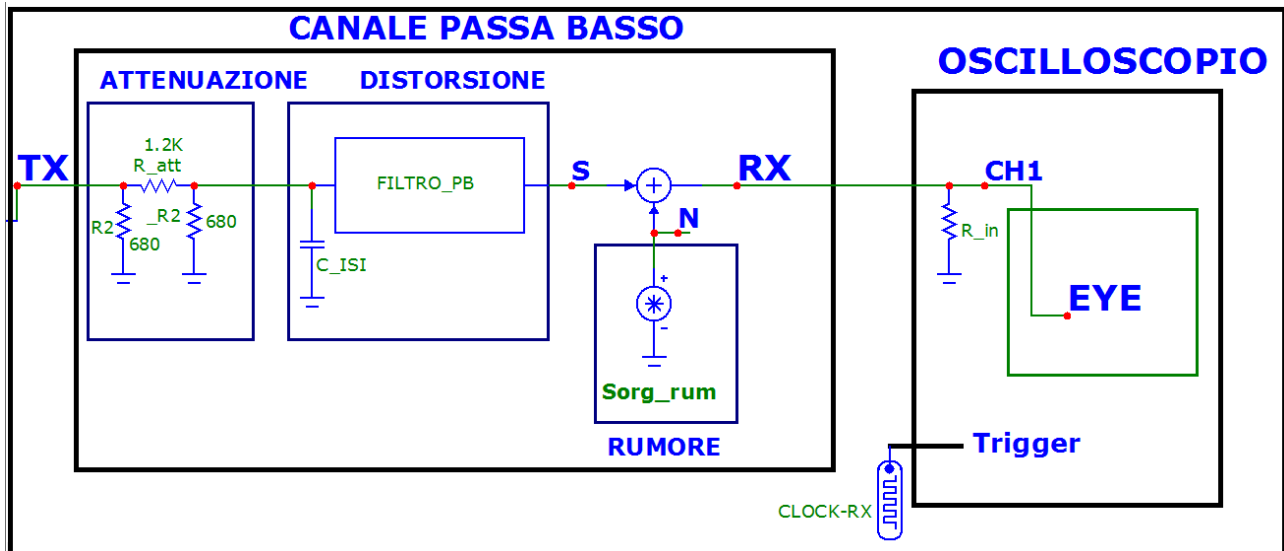 CANALE PASSA BASSO
OSCILLOSCOPIO
ATTENUAZIONE
DISTORSIONE
TX
1.2K
R_att
R2
680
_R2
680
FILTRO_PB
C_ISI
S
+
RX
N
+
-
Sorg_rum
RUMORE
CH1
R_in
EYE
Trigger
CLOCK-RX